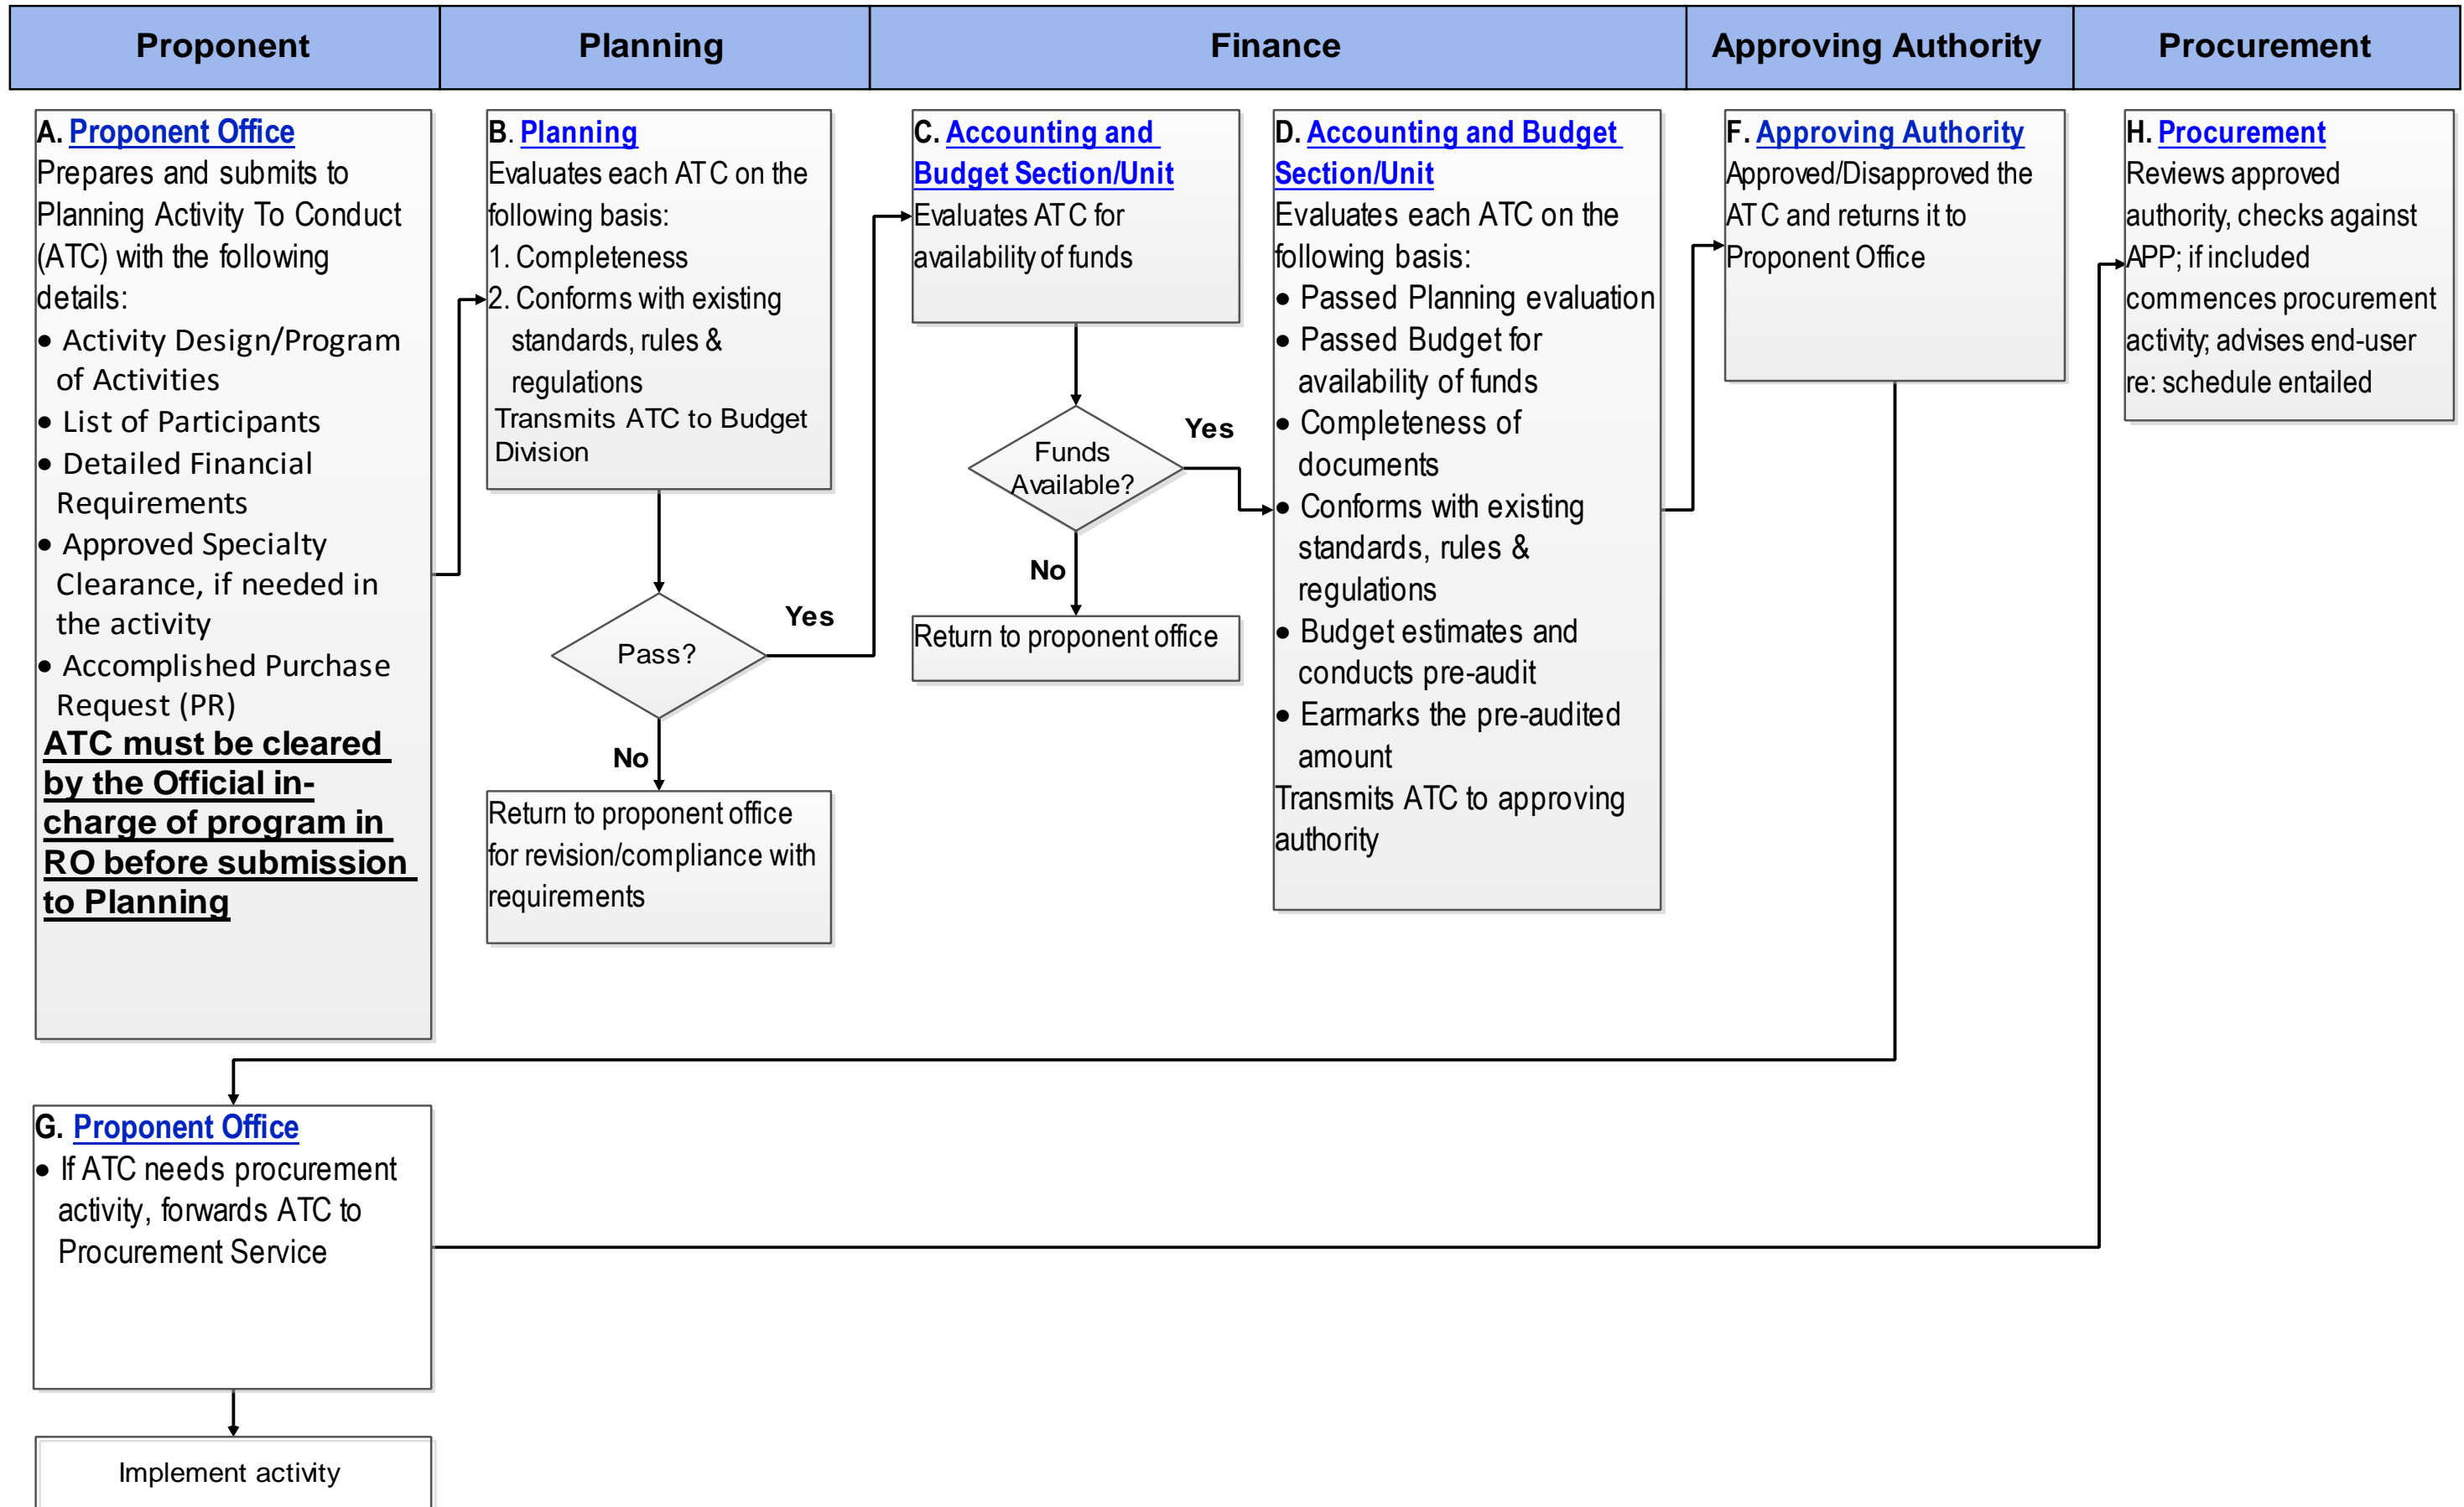 Proponent
Planning
Finance
Approving Authority
Procurement
A. Proponent Office
Prepares and submits to
Planning Activity To Conduct
(ATC) with the following
details:
• Activity Design/Program
of Activities
• List of Participants
• Detailed Financial
Requirements
• Approved Specialty
Clearance, if needed in
the activity
• Accomplished Purchase
Request (PR)
ATC must be cleared
by the Official in-
charge of program in
RO before submission
to Planning
B. Planning
Evaluates each ATC on the
following basis:
1. Completeness
2. Conforms with existing
standards, rules &
regulations
Transmits ATC to Budget
Division
Pass?
Yes
No
Return to proponent office
for revision/compliance with
requirements
C. Accounting and
Budget Section/Unit
Evaluates ATC for
availability of funds
Funds
Available?
Yes
No
Return to proponent office
D. Accounting and Budget
Section/Unit
Evaluates each ATC on the
following basis:
• Passed Planning evaluation
• Passed Budget for
availability of funds
• Completeness of
documents
• Conforms with existing
standards, rules &
regulations
• Budget estimates and
conducts pre-audit
• Earmarks the pre-audited
amount
Transmits ATC to approving
authority
F. Approving Authority
Approved/Disapproved the
ATC and returns it to
Proponent Office
H. Procurement
Reviews approved
authority, checks against
APP; if included
commences procurement
activity; advises end-user
re: schedule entailed
G. Proponent Office
• If ATC needs procurement
activity, forwards ATC to
Procurement Service
Implement activity